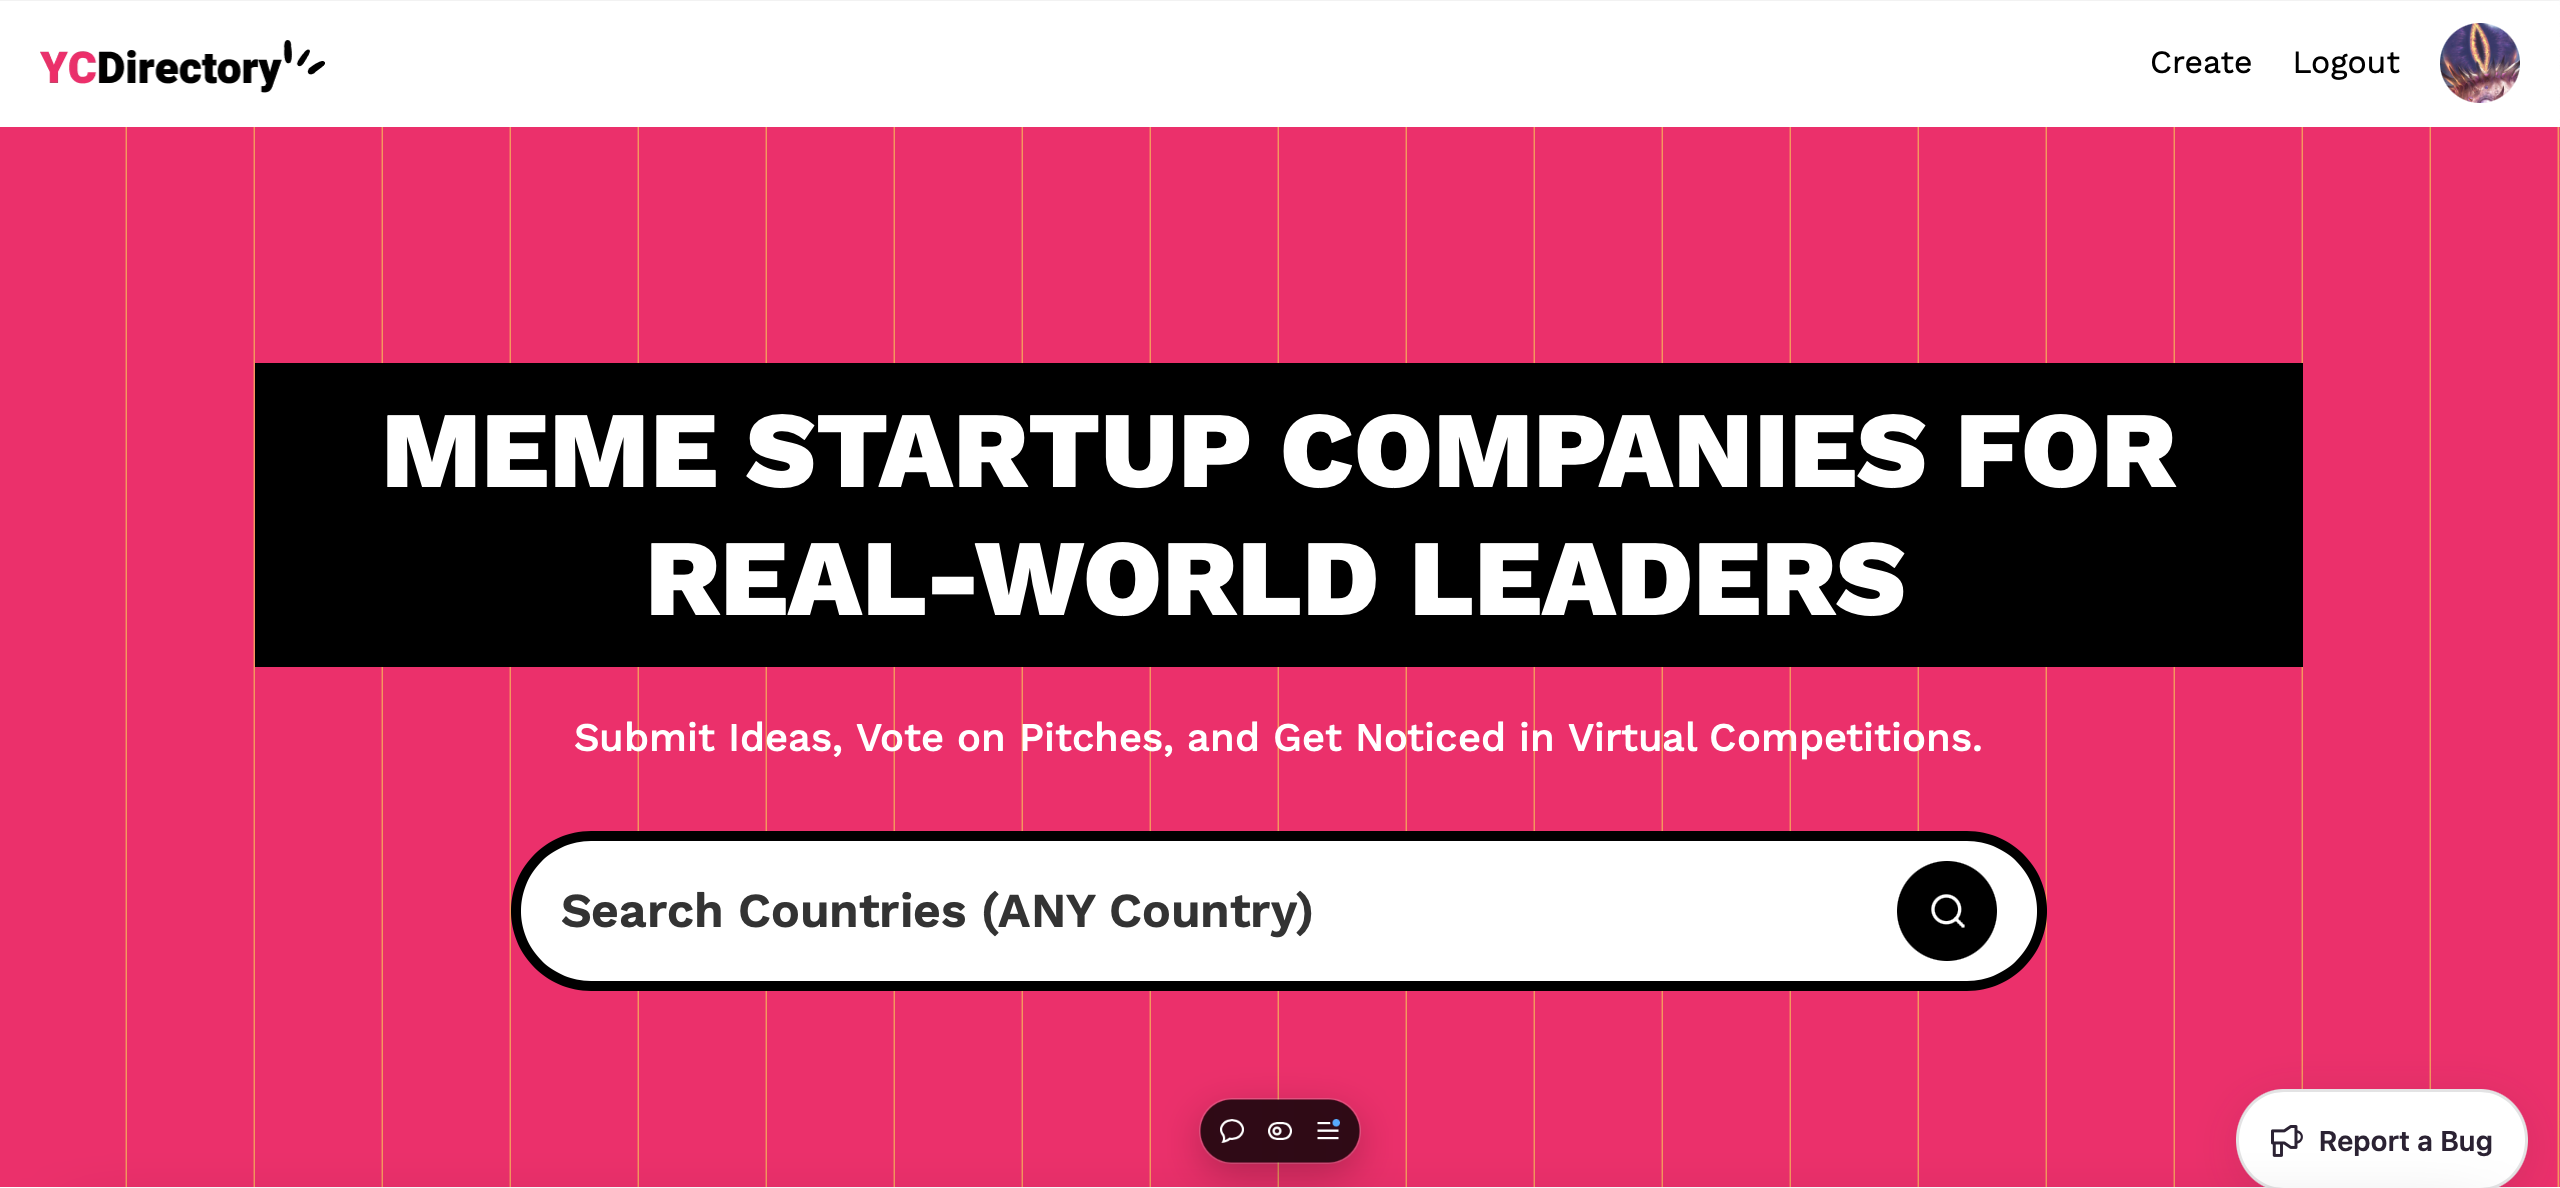 YCDirectory
Create
Logout
MEME STARTUP COMPANIES FOR
REAL-WORLD LEADERS
Submit Ideas, Vote on Pitches, and Get Noticed in Virtual Competitions.
Search Countries (ANY Country)
Report a Bug